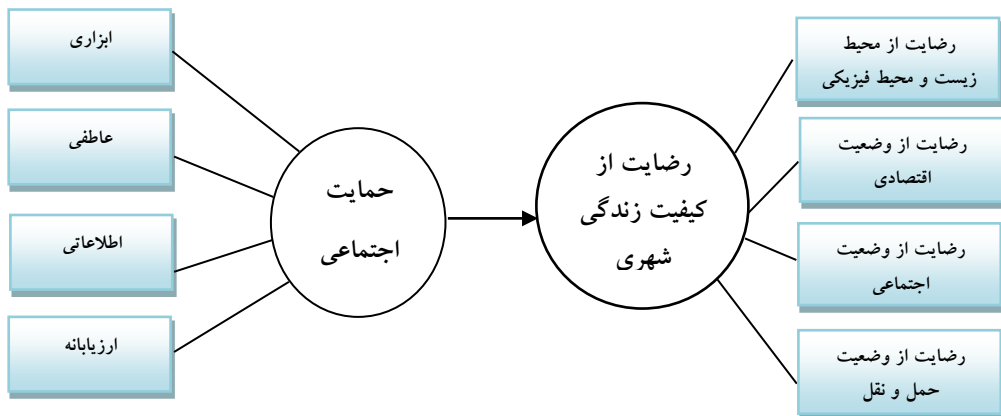 ابزاری
عاطفی
اطلاعاتی
ارزیابانه
حمایت
اجتماعی
رضایت از
کیفیت زندگی
شهری
رضایت از محیط
زیست و محیط فیزیکی
رضایت از وضعیت
اقتصادی
رضایت از وضعیت
اجتماعی
رضایت از وضعیت
حمل و نقل